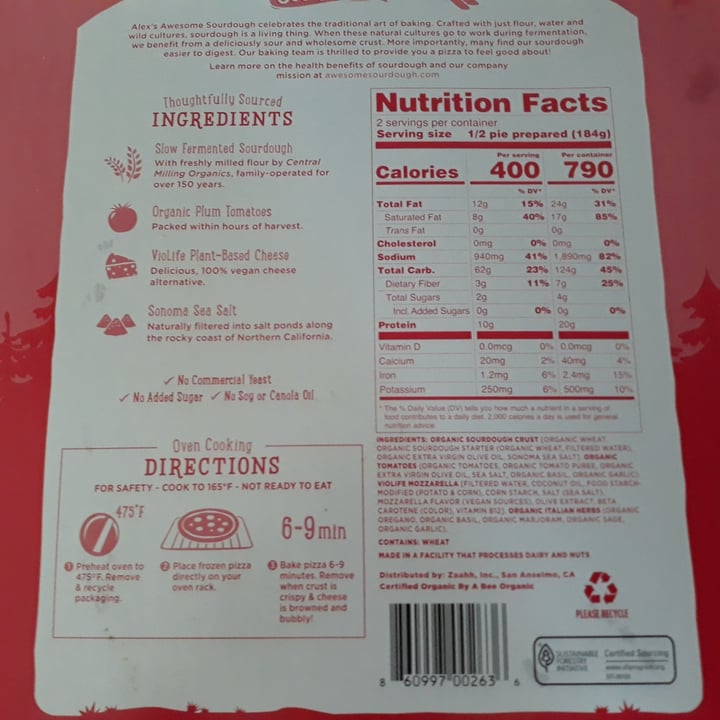 Alex's Awesome Sourdough celebrates the traditional art of baking. Crafted with just flour, water and
wild cultures, sourdough is a living thing. When these natural cultures go to work during fermentation,
we benefit from a deliciously sour and wholesome crust. More importantly, many find our sourdough
easier to digest. Our baking team is thrilled to provide you a pizza to feel good about!
Learn more on the health benefits of sourdough and our company
mission at awesomesourdough.com
Thoughtfully Sourced
INGREDIENTS
Slow Fermented Sourdough
With freshly milled flour by Central
Milling Organics, family-operated for
over 150 years.
Organic Plum Tomatoes
Packed within hours of harvest.
VioLife Plant-Based Cheese
Delicious, 100% vegan cheese
alternative.
Sonoma Sea Salt
Naturally filtered into salt ponds along
the rocky coast of Northern California.
✓ No Commercial Yeast
✓ No Added Sugar ✓ No Soy or Canola Oil
Oven Cooking
DIRECTIONS
FOR SAFETY - COOK TO 165°F - NOT READY TO EAT
475°F
6-9 min
1 Preheat oven to
475°F. Remove
& recycle
packaging.
2 Place frozen pizza
directly on your
oven rack.
3 Bake pizza 6-9
minutes. Remove
when crust is
crispy & cheese
is browned and
bubbly!
Nutrition Facts
2 servings per container
Serving size 1/2 pie prepared (184g)
Per serving Per container
Calories 400 790
% DV* % DV*
Total Fat 12g 15% 24g 31%
Saturated Fat 8g 40% 17g 85%
Trans Fat 0g 0g
Cholesterol 0mg 0% 0mg 0%
Sodium 940mg 41% 1,890mg 82%
Total Carb. 62g 23% 124g 45%
Dietary Fiber 3g 11% 7g 25%
Total Sugars 2g 4g
Incl. Added Sugars 0g 0% 0g 0%
Protein 10g 20g
Vitamin D 0.0mcg 0% 0.0mcg 0%
Calcium 20mg 2% 40mg 4%
Iron 1.2mg 6% 2.4mg 15%
Potassium 250mg 6% 500mg 10%
* The % Daily Value (DV) tells you how much a nutrient in a serving of
food contributes to a daily diet. 2,000 calories a day is used for general
nutrition advice.
INGREDIENTS: ORGANIC SOURDOUGH CRUST (ORGANIC WHEAT,
ORGANIC SOURDOUGH STARTER (ORGANIC WHEAT, FILTERED WATER),
ORGANIC EXTRA VIRGIN OLIVE OIL, SONOMA SEA SALT), ORGANIC
TOMATOES (ORGANIC TOMATOES, ORGANIC TOMATO PUREE, ORGANIC
EXTRA VIRGIN OLIVE OIL, SEA SALT, ORGANIC BASIL, ORGANIC GARLIC),
VIOLIFE MOZZARELLA (FILTERED WATER, COCONUT OIL, FOOD STARCH-
MODIFIED (POTATO & CORN), CORN STARCH, SALT (SEA SALT),
MOZZARELLA FLAVOR (VEGAN SOURCES), OLIVE EXTRACT, BETA
CAROTENE (COLOR), VITAMIN B12), ORGANIC ITALIAN HERBS (ORGANIC
OREGANO, ORGANIC BASIL, ORGANIC MARJORAM, ORGANIC SAGE,
ORGANIC GARLIC).
CONTAINS: WHEAT
MADE IN A FACILITY THAT PROCESSES DAIRY AND NUTS
Distributed by: Zaahh, Inc., San Anselmo, CA
Certified Organic By A Bee Organic
PLEASE RECYCLE
8 60997 00263 6
SUSTAINABLE
FORESTRY
INITIATIVE
Certified Sourcing